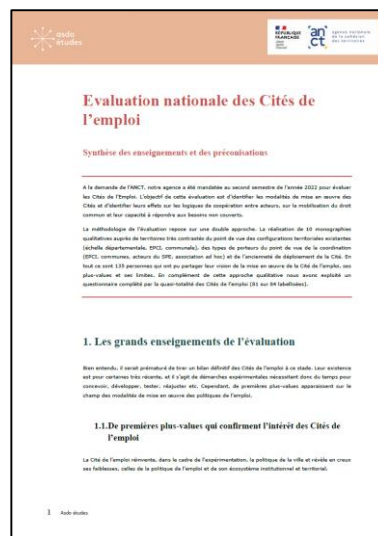 asdo
études
RÉPUBLIQUE
FRANÇAISE
anct
agence nationale
de la cohésion
des territoires
Evaluation nationale des Cités de
l'emploi
Synthèse des enseignements et des préconisations
A la demande de l'ANCT, notre agence a été mandatée au second semestre de l'année 2022 pour évaluer
les Cités de l'Emploi. L'objectif de cette évaluation est d'identifier les modalités de mise en œuvre des
Cités et d'identifier leurs effets sur les logiques de coopération entre acteurs, sur la mobilisation du droit
commun et leur capacité à répondre aux besoins non couverts.
La méthodologie de l'évaluation repose sur une double approche. La réalisation de 10 monographies
qualitatives auprès de territoires très contrastés du point de vue des configurations territoriales existantes
(échelle départementale, EPCI, communale), des types de porteurs du point de vue de la coordination
(EPCI, communes, acteurs du SPE, association ad hoc) et de l'ancienneté de déploiement de la Cité. En
tout ce sont 135 personnes qui ont pu partager leur vision de la mise en œuvre de la Cité de l'emploi, ses
plus-values et ses limites. En complément de cette approche qualitative nous avons exploité un
questionnaire complété par la quasi-totalité des Cités de l'emploi (81 sur 84 labellisées).
1. Les grands enseignements de l'évaluation
Bien entendu, il serait prématuré de tirer un bilan définitif des Cités de l'emploi à ce stade. Leur existence
est pour certaines très récente, et il s'agit de démarches expérimentales nécessitant donc du temps pour
concevoir, développer, tester, réajuster etc. Cependant, de premières plus-values apparaissent sur le
champ des modalités de mise en œuvre des politiques de l'emploi.
1.1.De premières plus-values qui confirment l'intérêt des Cités de
l'emploi
La Cité de l'emploi réinvente, dans le cadre de l'expérimentation, la politique de la ville et révèle en creux
ses faiblesses, celles de la politique de l'emploi et de son écosystème institutionnel et territorial.
1 Asdo études